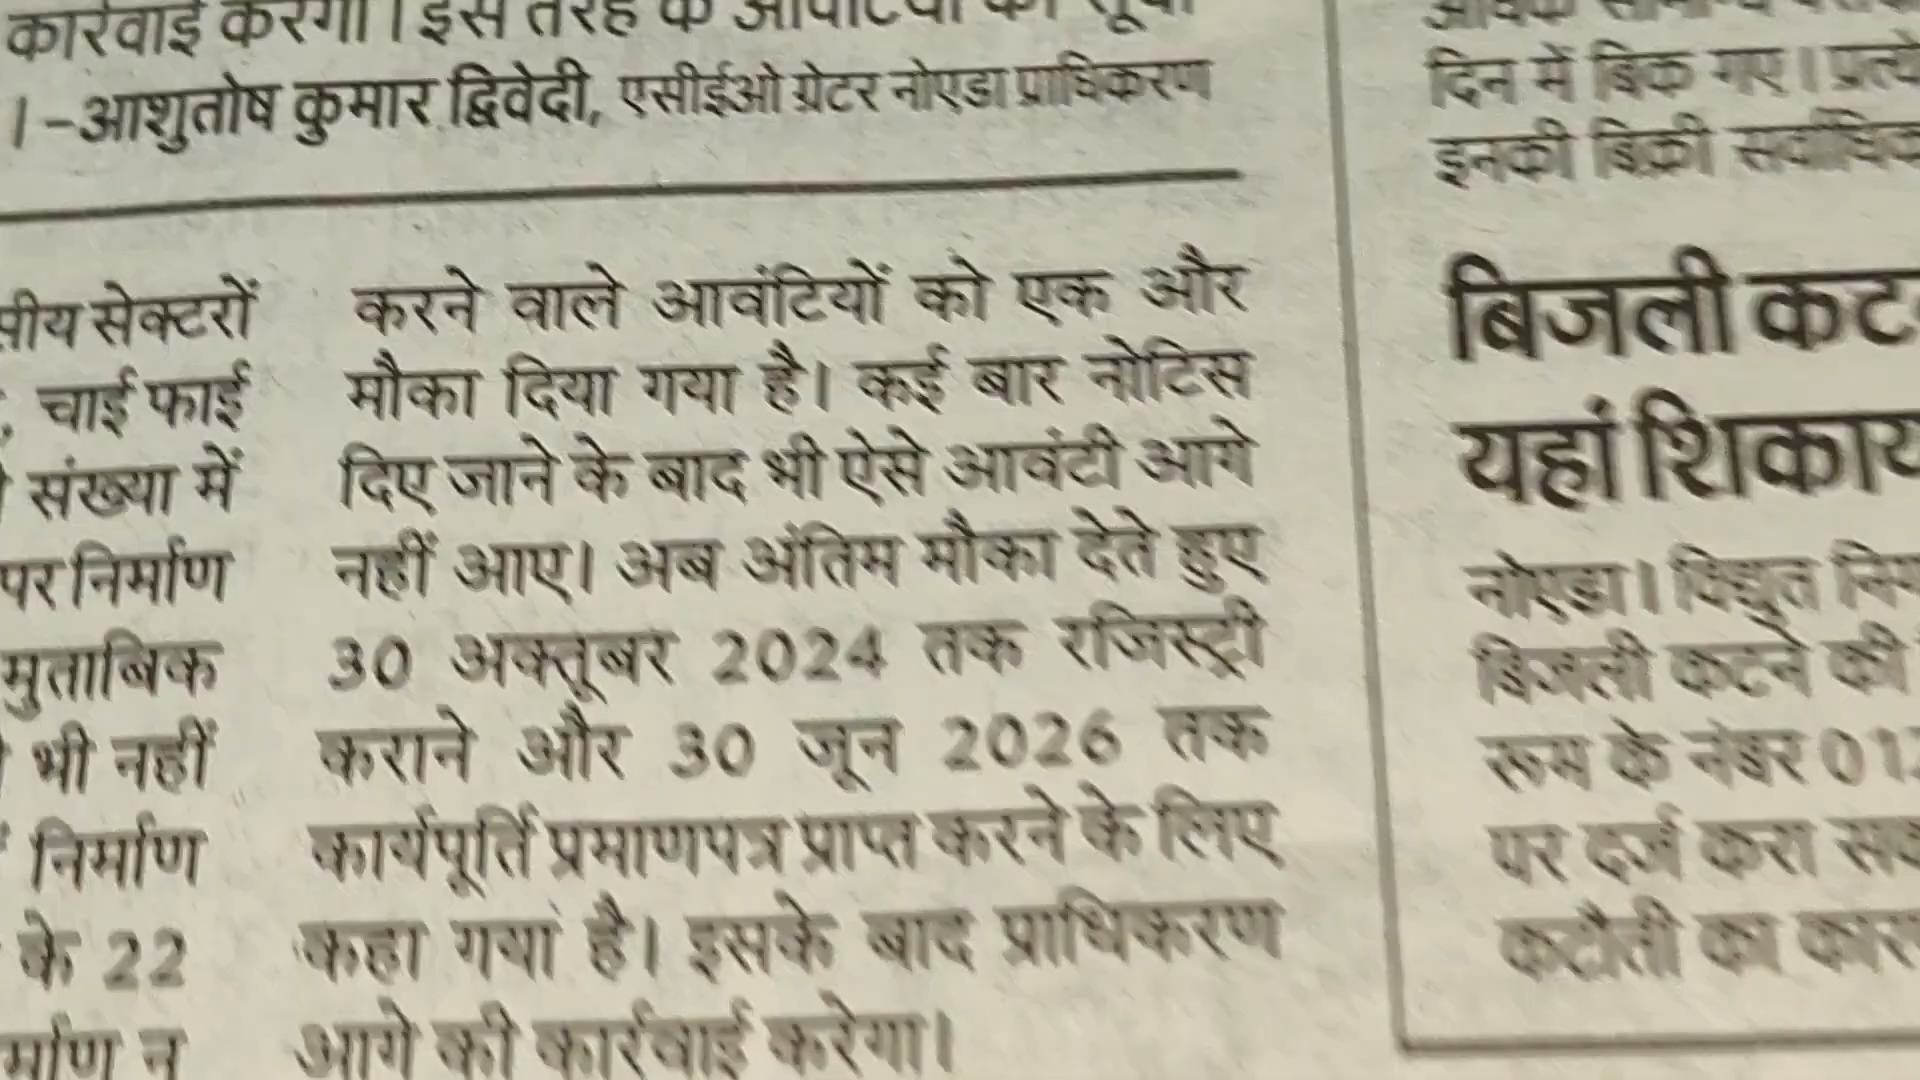 कार्रवाई करेगा। इस तरह के आवंटियों की सूची
।-आशुतोष कुमार द्विवेदी, एसीईओ ग्रेटर नोएडा प्राधिकरण
सेक्टरों
, चाई फाई
संख्या में
पर निर्माण
मुताबिक
भी नहीं
निर्माण
के 22
न
करने वाले आवंटियों को एक और
मौका दिया गया है। कई बार नोटिस
दिए जाने के बाद भी ऐसे आवंटी आगे
नहीं आए। अब अंतिम मौका देते हुए
30 अक्तूबर 2024 तक रजिस्ट्री
कराने और 30 जून 2026 तक
कार्यपूर्ति प्रमाणपत्र प्राप्त करने के लिए
कहा गया है। इसके बाद प्राधिकरण
आगे की कार्रवाई करेगा।
दिन में बिक गए।
इनकी बिक्री
बिजली
यहां
नोएडा। विद्युत
बिजली कटने की
रूम के नंबर
पर दर्ज करा
कटौती का